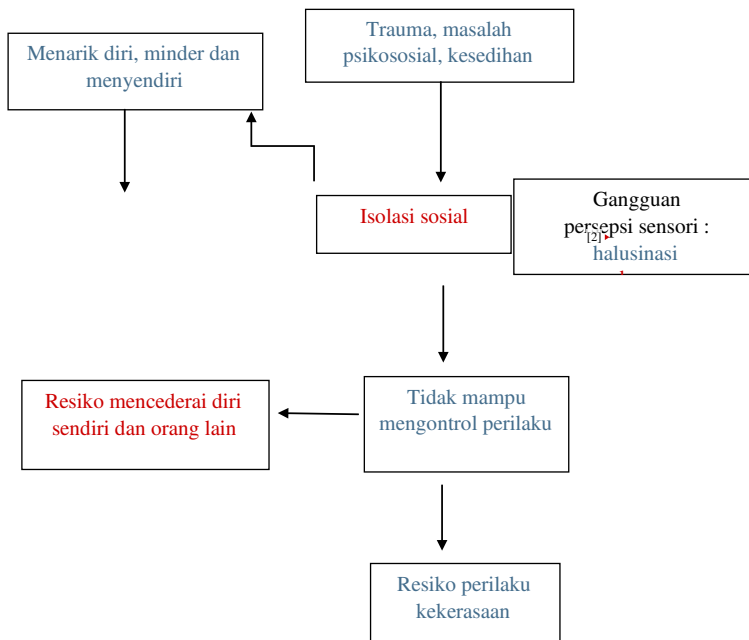 Trauma, masalah
psikososial, kesedihan
Menarik diri, minder dan
menyendiri
Isolasi sosial
Gangguan
persepsi sensori :
[2]
halusinasi
Resiko mencederai diri
sendiri dan orang lain
Tidak mampu
mengontrol perilaku
Resiko perilaku
kekerasaan